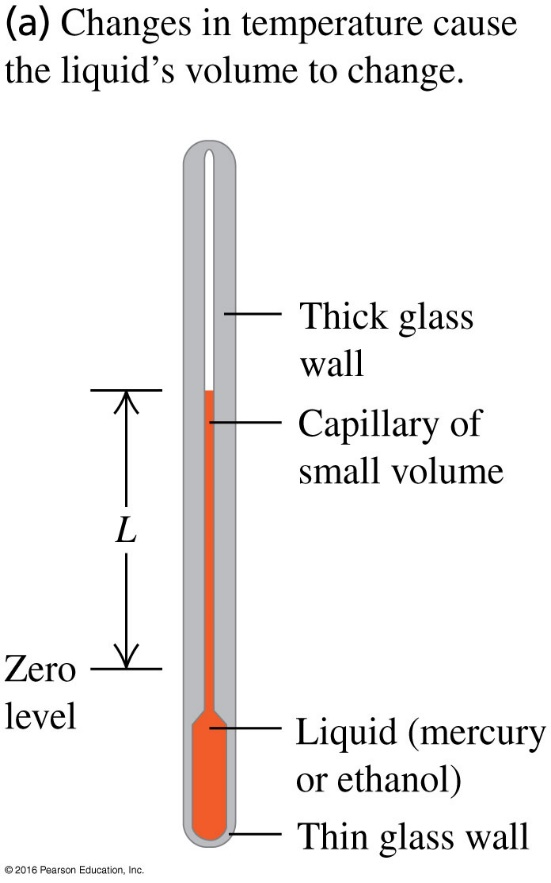 (a) Changes in temperature cause
the liquid’s volume to change.
Thick glass
wall
Capillary of
small volume
L
Zero
level
Liquid (mercury
or ethanol)
Thin glass wall
© 2016 Pearson Education, Inc.